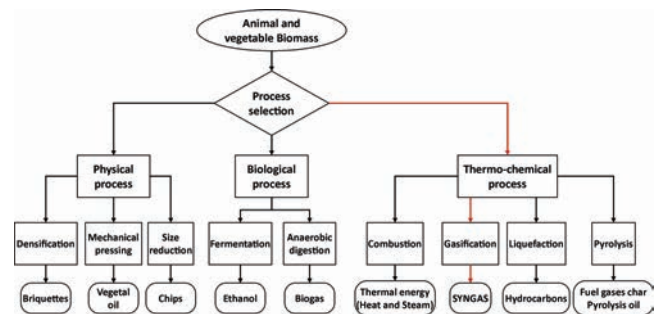 Animal and
vegetable Biomass
Process
selection
Physical
process
Biological
process
Thermo-chemical
process
Densification
Mechanical
pressing
Size
reduction
Fermentation
Anaerobic
digestion
Combustion
Gasification
Liquefaction
Pyrolysis
Briquettes
Vegetal
oil
Chips
Ethanol
Biogas
Thermal energy
(Heat and Steam)
SYNGAS
Hydrocarbons
Fuel gases char
Pyrolysis oil